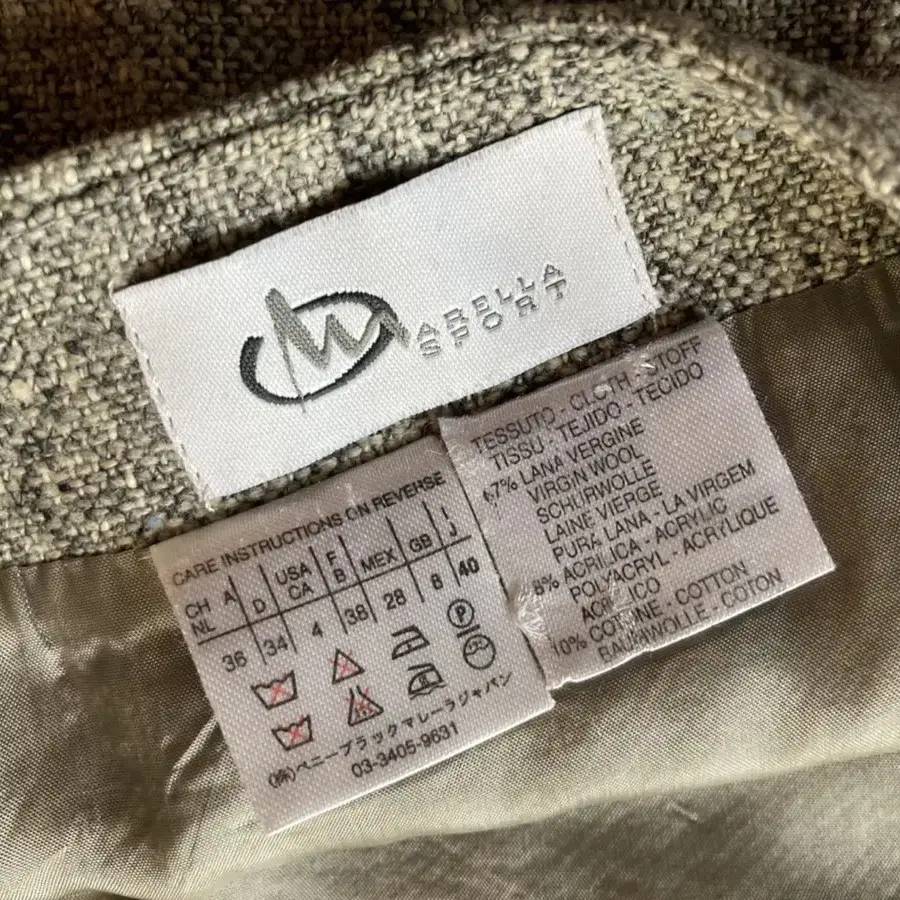 MARELLA
SPORT
TESSUTO - CLOTH - STOFF
TISSU - TEJIDO - TECIDO
7% LANA VERGINE
VIRGIN WOOL
SCHURWOLLE
LAINE VIERGE
PURA LANA - LA VIRGEM
8% ACRILICA - ACRYLIC
POLYACRYL - ACRYLIQUE
ACRILICO
10% COTONE - COTTON
BAUMWOLLE - COTON
CARE INSTRUCTIONS ON REVERSE
CH A USA F MEX GB I
NL D CA B J
36 34 4 38 28 8 40
P
(株)ペニーブラックマレーラジャパン
03-3405-9631